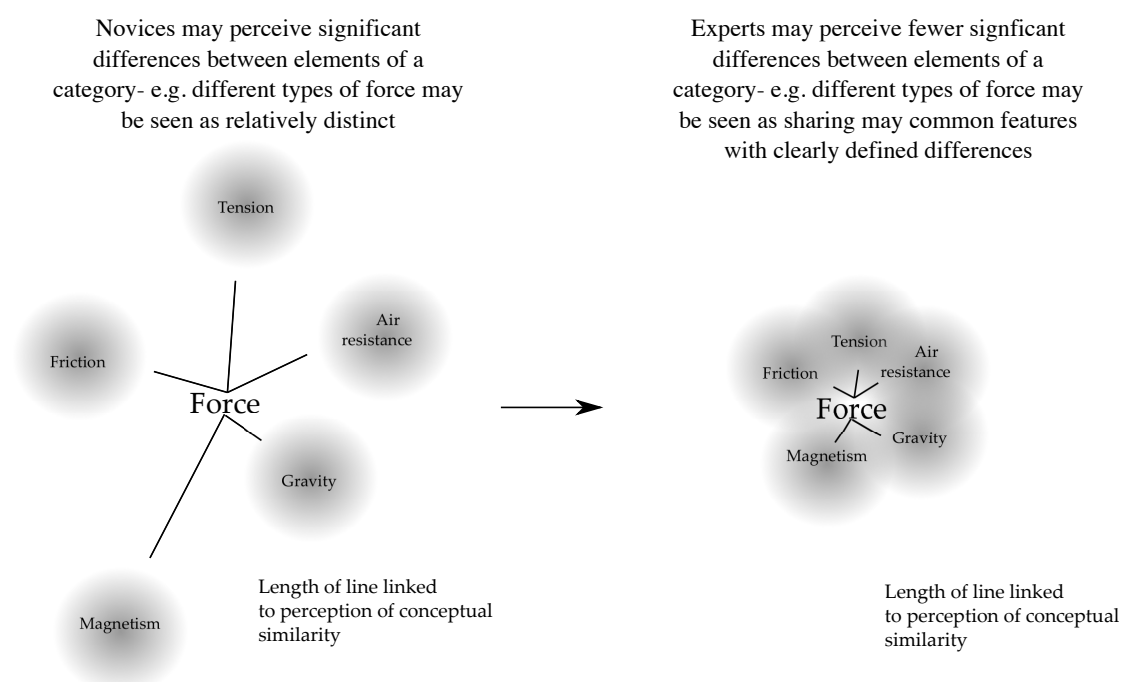 Novices may perceive significant
differences between elements of a
category- e.g. different types of force may
be seen as relatively distinct
Tension
Air
resistance
Friction
Force
Gravity
Magnetism
Length of line linked
to perception of conceptual
similarity
Experts may perceive fewer signficant
differences between elements of a
category- e.g. different types of force may
be seen as sharing may common features
with clearly defined differences
Tension
Air
resistance
Friction
Force
Gravity
Magnetism
Length of line linked
to perception of conceptual
similarity